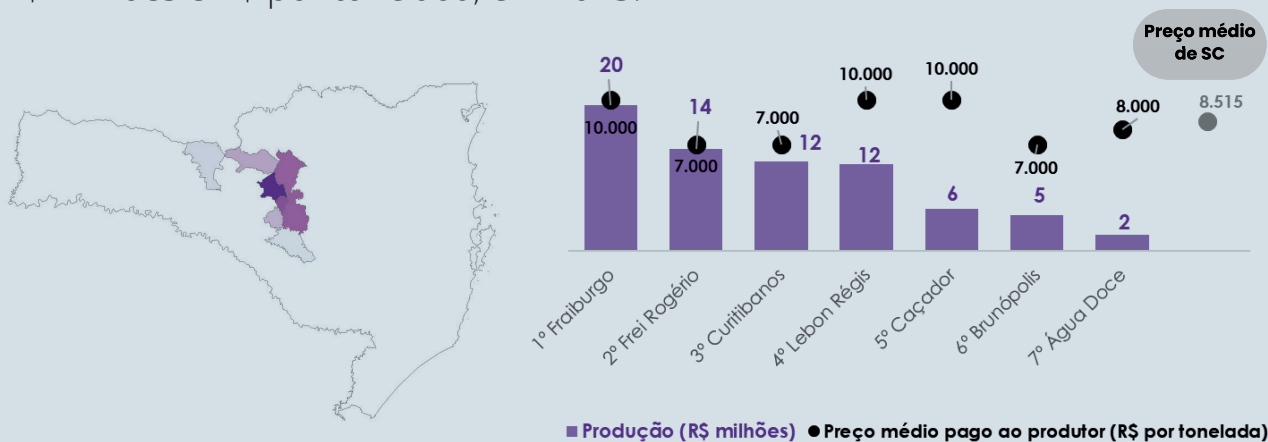 Preço médio
de SC
20
14
12
12
6
5
2
10.000
7.000
7.000
10.000
10.000
7.000
8.000
8.515
1º Fraiburgo
2º Frei Rogério
3º Curitibanos
4º Lebon Régis
5º Caçador
6º Brunópolis
7º Água Doce
Produção (R$ milhões)
Preço médio pago ao produtor (R$ por tonelada)